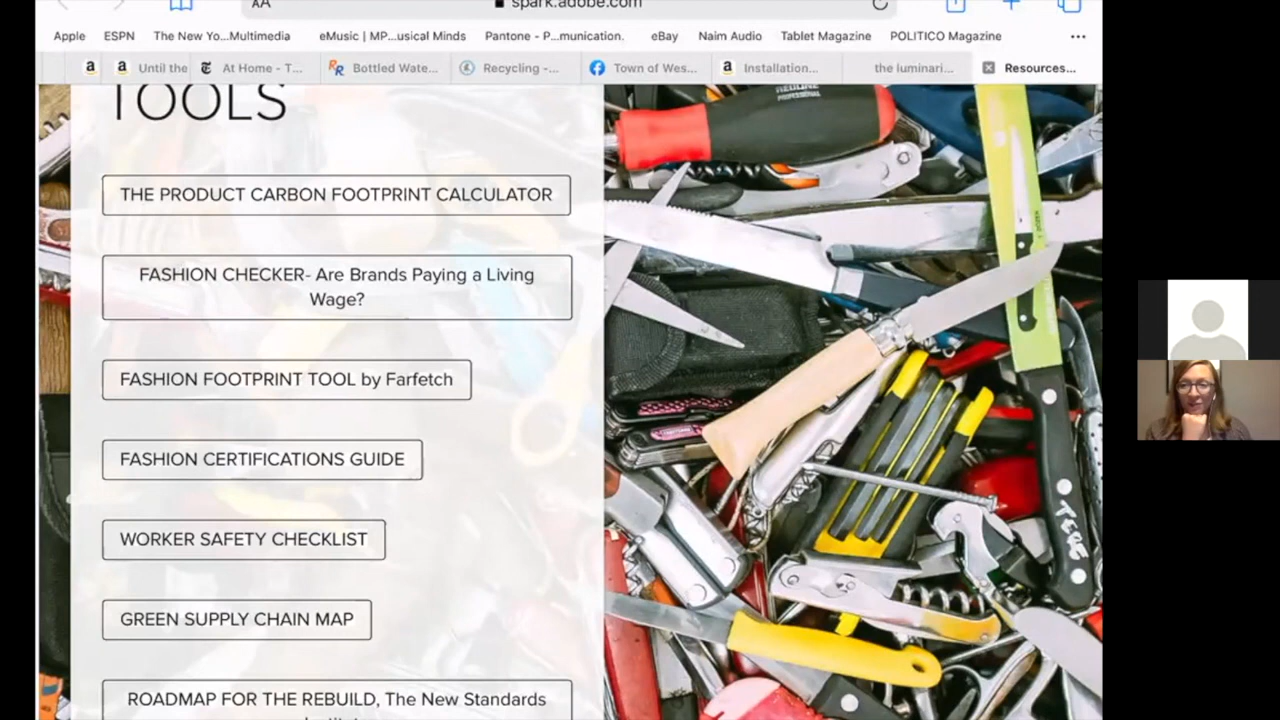 AA
spark.adobe.com
Apple ESPN The New Yo...Multimedia eMusic | MP...usical Minds Pantone - P...munication. eBay Naim Audio Tablet Magazine POLITICO Magazine
Until the At Home - T... Bottled Wate... Recycling -... Town of Wes... Installation... the luminari... Resources...
TOOLS
THE PRODUCT CARBON FOOTPRINT CALCULATOR
FASHION CHECKER- Are Brands Paying a Living
Wage?
FASHION FOOTPRINT TOOL by Farfetch
FASHION CERTIFICATIONS GUIDE
WORKER SAFETY CHECKLIST
GREEN SUPPLY CHAIN MAP
ROADMAP FOR THE REBUILD, The New Standards
REDLINE
PROFESSIONAL